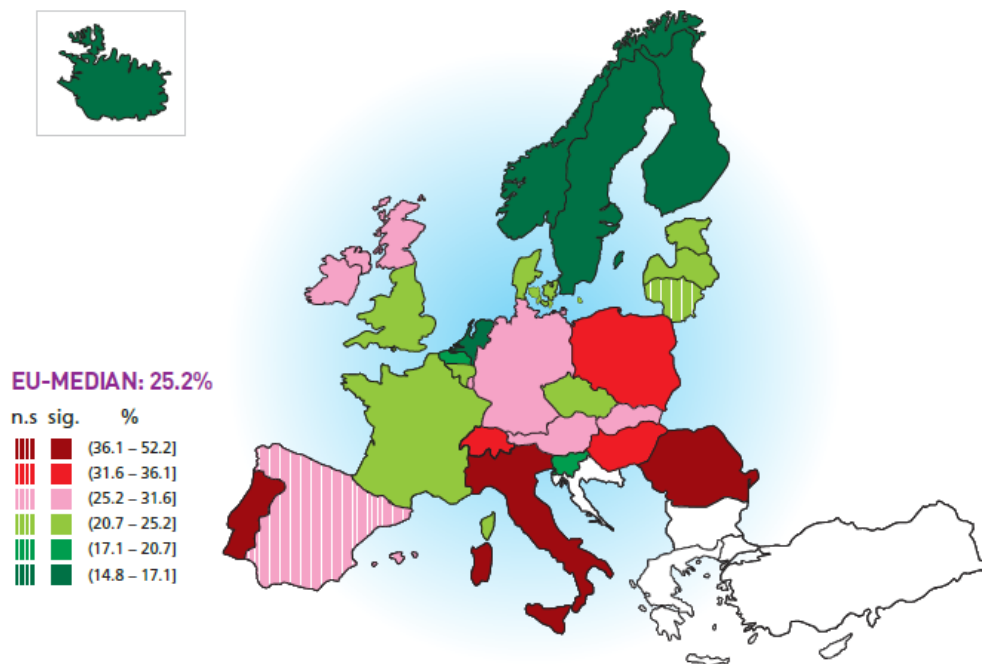 EU-MEDIAN: 25.2%
n.s sig. %
(36.1 – 52.2]
(31.6 – 36.1]
(25.2 – 31.6]
(20.7 – 25.2]
(17.1 – 20.7]
(14.8 – 17.1]